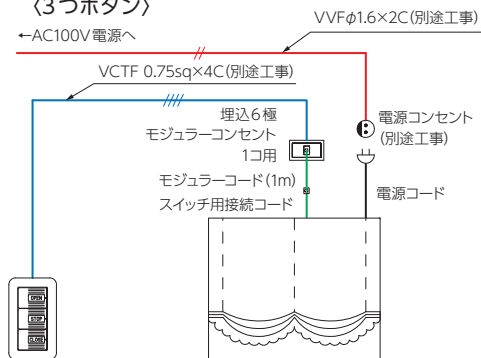 〈3つボタン〉
VVFφ1.6×2C(別途工事)
←AC100V電源へ
VCTF 0.75sq×4C(別途工事)
埋込6極
モジュラーコンセント
1コ用
電源コンセント
(別途工事)
モジュラーコード(1m)
スイッチ用接続コード
電源コード
OPEN
STOP
CLOSE